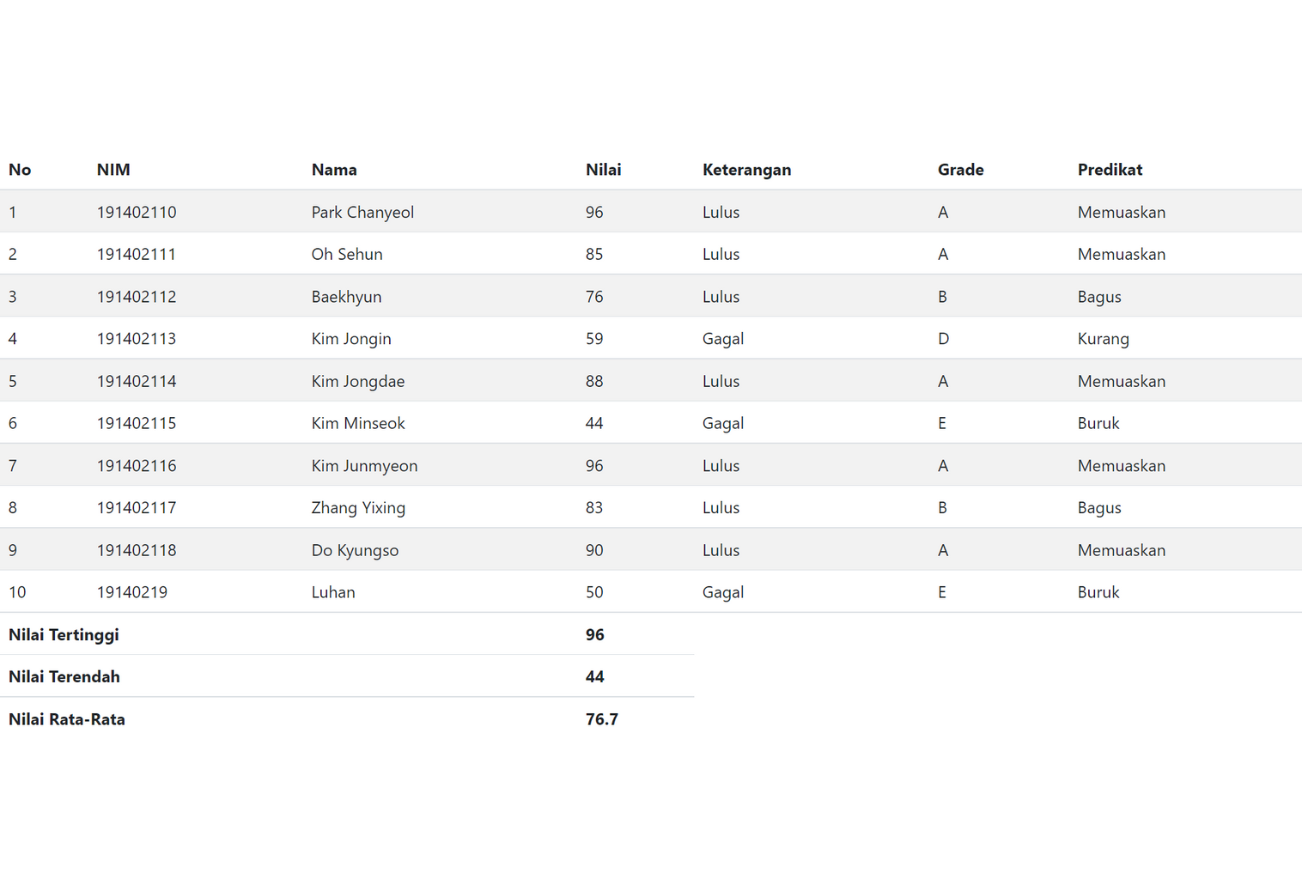 No NIM Nama Nilai Keterangan Grade Predikat
1 191402110 Park Chanyeol 96 Lulus A Memuaskan
2 191402111 Oh Sehun 85 Lulus A Memuaskan
3 191402112 Baekhyun 76 Lulus B Bagus
4 191402113 Kim Jongin 59 Gagal D Kurang
5 191402114 Kim Jongdae 88 Lulus A Memuaskan
6 191402115 Kim Minseok 44 Gagal E Buruk
7 191402116 Kim Junmyeon 96 Lulus A Memuaskan
8 191402117 Zhang Yixing 83 Lulus B Bagus
9 191402118 Do Kyungso 90 Lulus A Memuaskan
10 19140219 Luhan 50 Gagal E Buruk
Nilai Tertinggi 96
Nilai Terendah 44
Nilai Rata-Rata 76.7